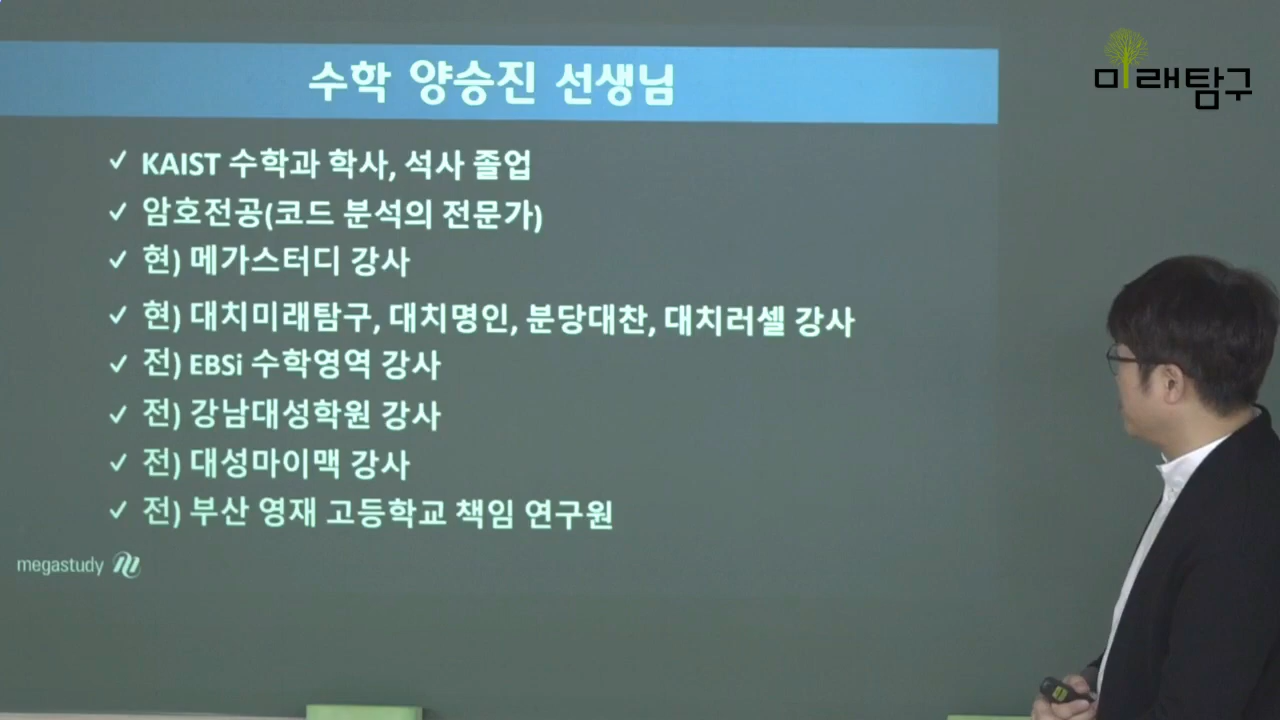 미래탐구
수학 양승진 선생님
✓ KAIST 수학과 학사, 석사 졸업
✓ 암호전공(코드 분석의 전문가)
✓ 현) 메가스터디 강사
✓ 현) 대치미래탐구, 대치명인, 분당대찬, 대치러셀 강사
✓ 전) EBSi 수학영역 강사
✓ 전) 강남대성학원 강사
✓ 전) 대성마이맥 강사
✓ 전) 부산 영재 고등학교 책임 연구원
megastudy